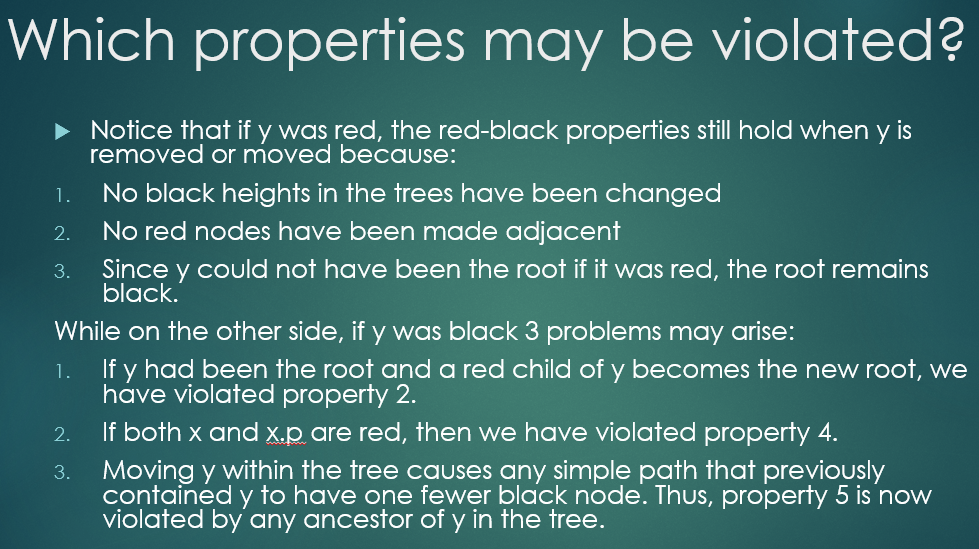 Which properties may be violated?
Notice that if y was red, the red-black properties still hold when y is
removed or moved because:
1. No black heights in the trees have been changed
2. No red nodes have been made adjacent
3. Since y could not have been the root if it was red, the root remains
black.
While on the other side, if y was black 3 problems may arise:
1. If y had been the root and a red child of y becomes the new root, we
have violated property 2.
2. If both x and x.p are red, then we have violated property 4.
3. Moving y within the tree causes any simple path that previously
contained y to have one fewer black node. Thus, property 5 is now
violated by any ancestor of y in the tree.